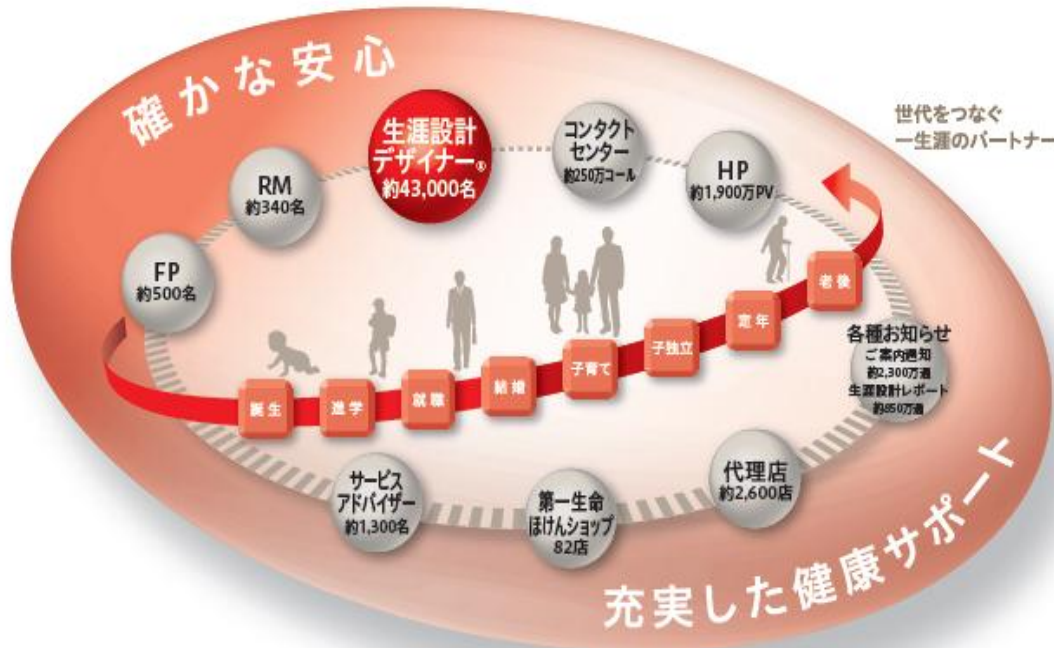 確かな安心
世代をつなぐ
一生涯のパートナー
生涯設計
デザイナー®
約43,000名
コンタクト
センター
約250万コール
HP
約1,900万PV
RM
約340名
FP
約500名
誕生
進学
就職
結婚
子育て
子独立
定年
老後
各種お知らせ
ご案内通知
約2,300万通
生涯設計レポート
約850万通
サービス
アドバイザー
約1,300名
第一生命
ほけんショップ
82店
代理店
約2,600店
充実した健康サポート